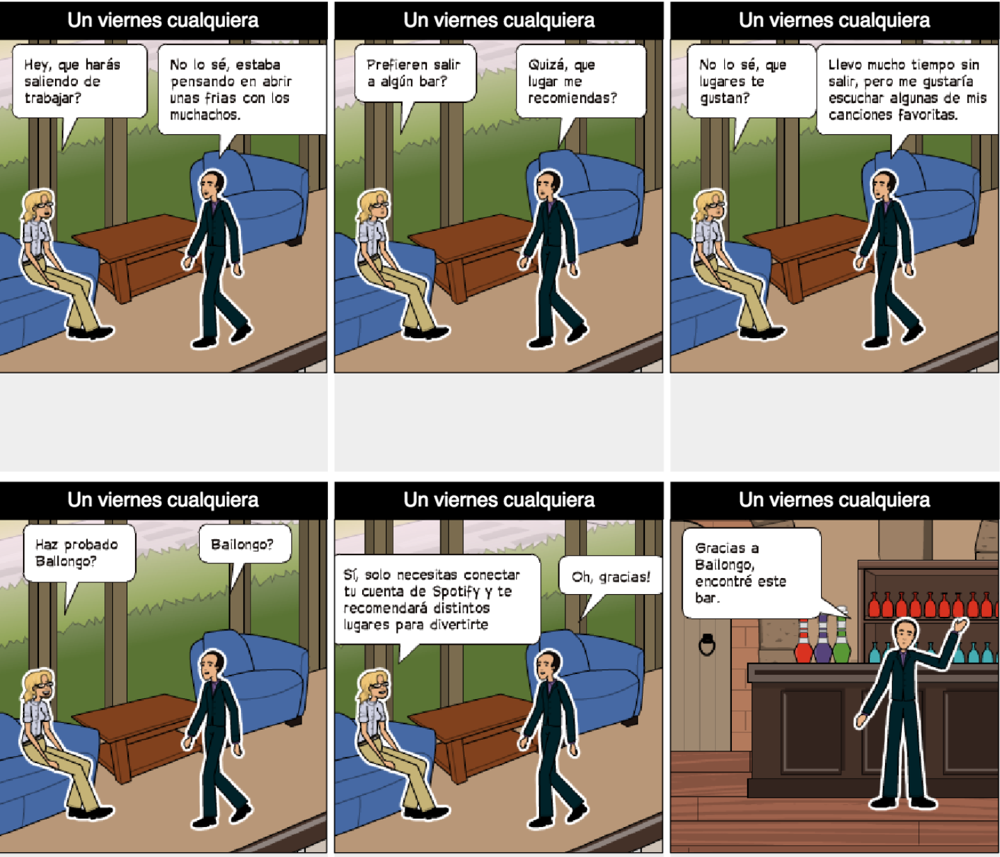 Un viernes cualquiera
Hey, que harás
saliendo de
trabajar?
No lo sé, estaba
pensando en abrir
unas frias con los
muchachos.
Un viernes cualquiera
Prefieren salir
a algún bar?
Quizá, que
lugar me
recomiendas?
Un viernes cualquiera
No lo sé, que
lugares te
gustan?
Llevo mucho tiempo sin
salir, pero me gustaría
escuchar algunas de mis
canciones favoritas.
Un viernes cualquiera
Haz probado
Bailongo?
Bailongo?
Un viernes cualquiera
Sí, solo necesitas conectar
tu cuenta de Spotify y te
recomendará distintos
lugares para divertirte
Oh, gracias!
Un viernes cualquiera
Gracias a
Bailongo,
encontré este
bar.